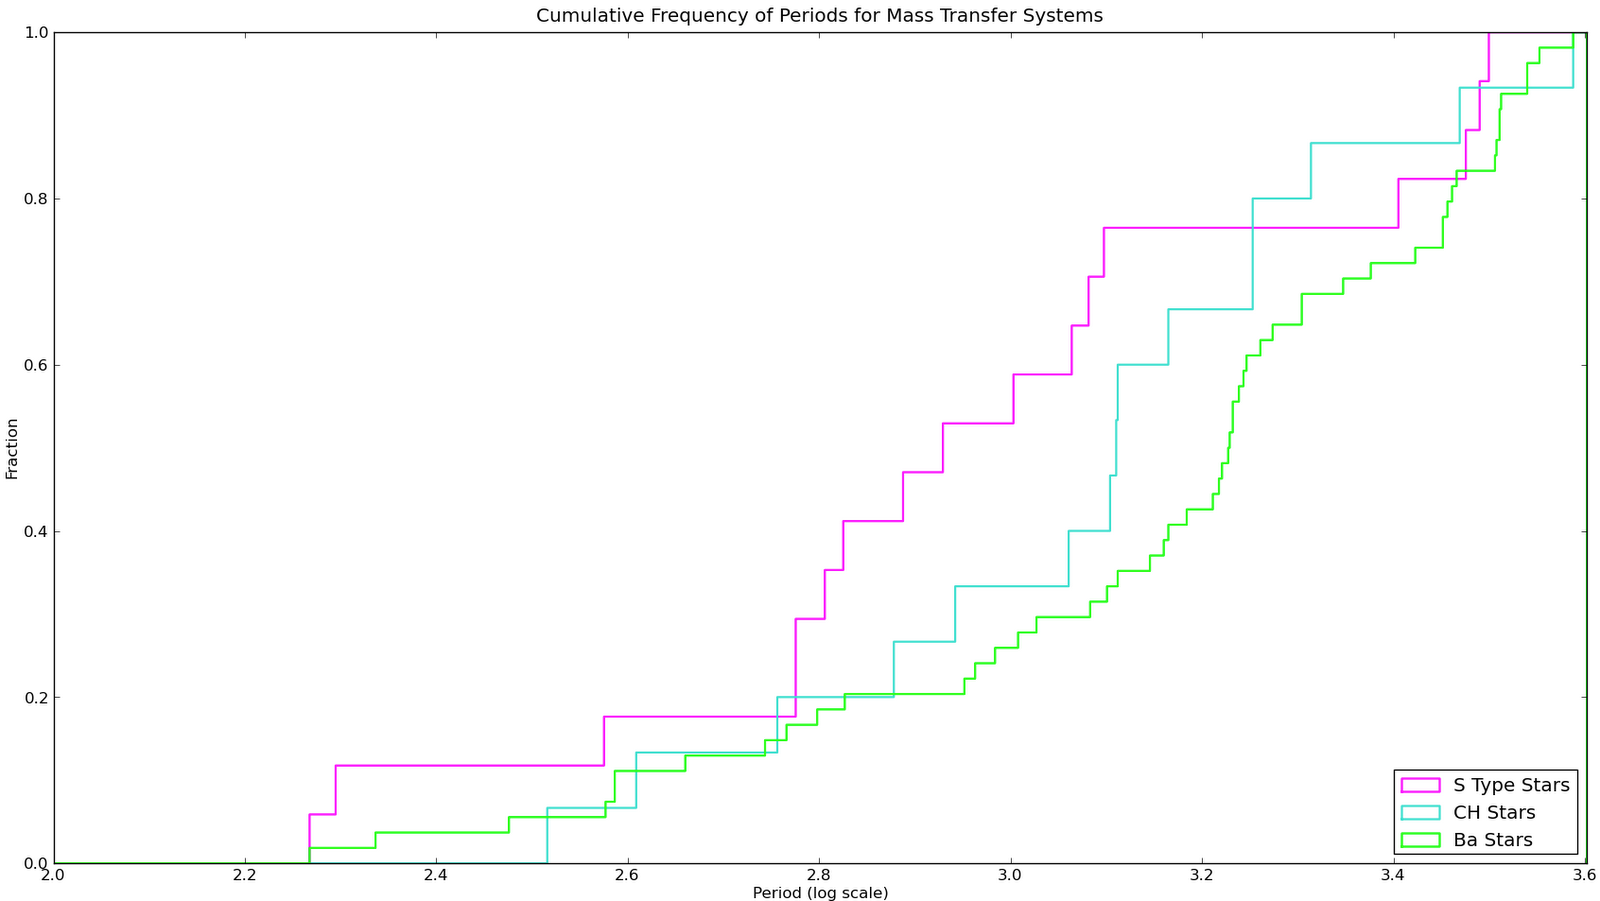 Cumulative Frequency of Periods for Mass Transfer Systems
1.0
0.8
0.6
0.4
0.2
0.0
Fraction
2.0 2.2 2.4 2.6 2.8 3.0 3.2 3.4 3.6
Period (log scale)
S Type Stars
CH Stars
Ba Stars